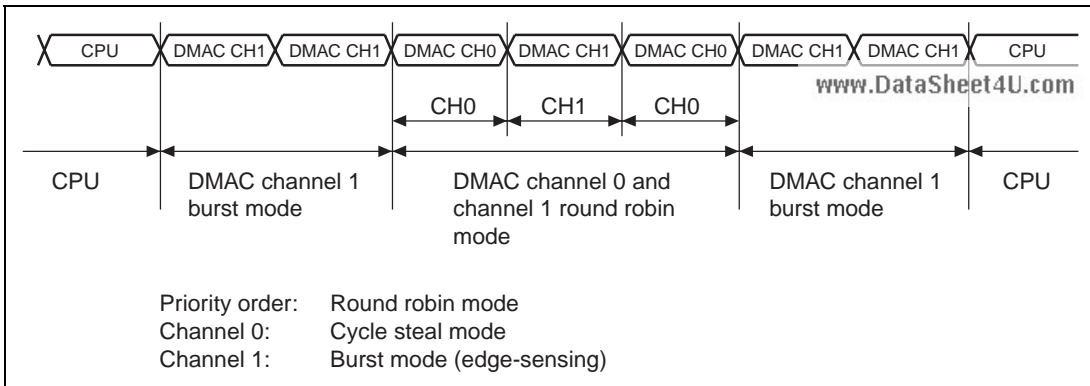 CPU DMAC CH1 DMAC CH1 DMAC CH0 DMAC CH1 DMAC CH0 DMAC CH1 DMAC CH1 CPU
www.DataSheet4U.com
CH0 CH1 CH0
CPU
DMAC channel 1
burst mode
DMAC channel 0 and
channel 1 round robin
mode
DMAC channel 1
burst mode
CPU
Priority order: Round robin mode
Channel 0: Cycle steal mode
Channel 1: Burst mode (edge-sensing)